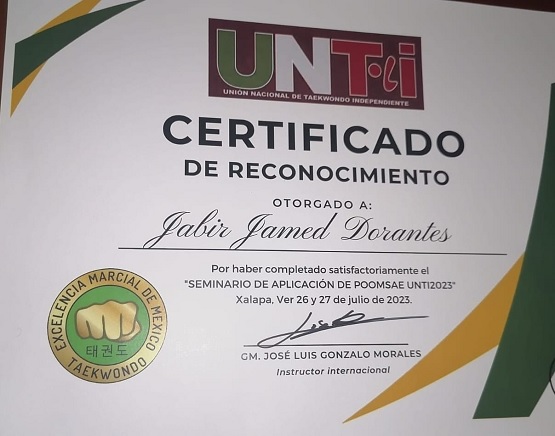 UNT.i
UNION NACIONAL DE TAEKWONDO INDEPENDIENTE
CERTIFICADO
DE RECONOCIMIENTO
OTORGADO A:
Jabir Jamed Dorantes
Por haber completado satisfactoriamente el
"SEMINARIO DE APLICACIÓN DE POOMSAE UNTI2023"
Xalapa, Ver 26 y 27 de julio de 2023.
GM. JOSÉ LUIS GONZALO MORALES
Instructor internacional
EXCELENCIA MARCIAL DE MEXICO
태권도
TAEKWONDO